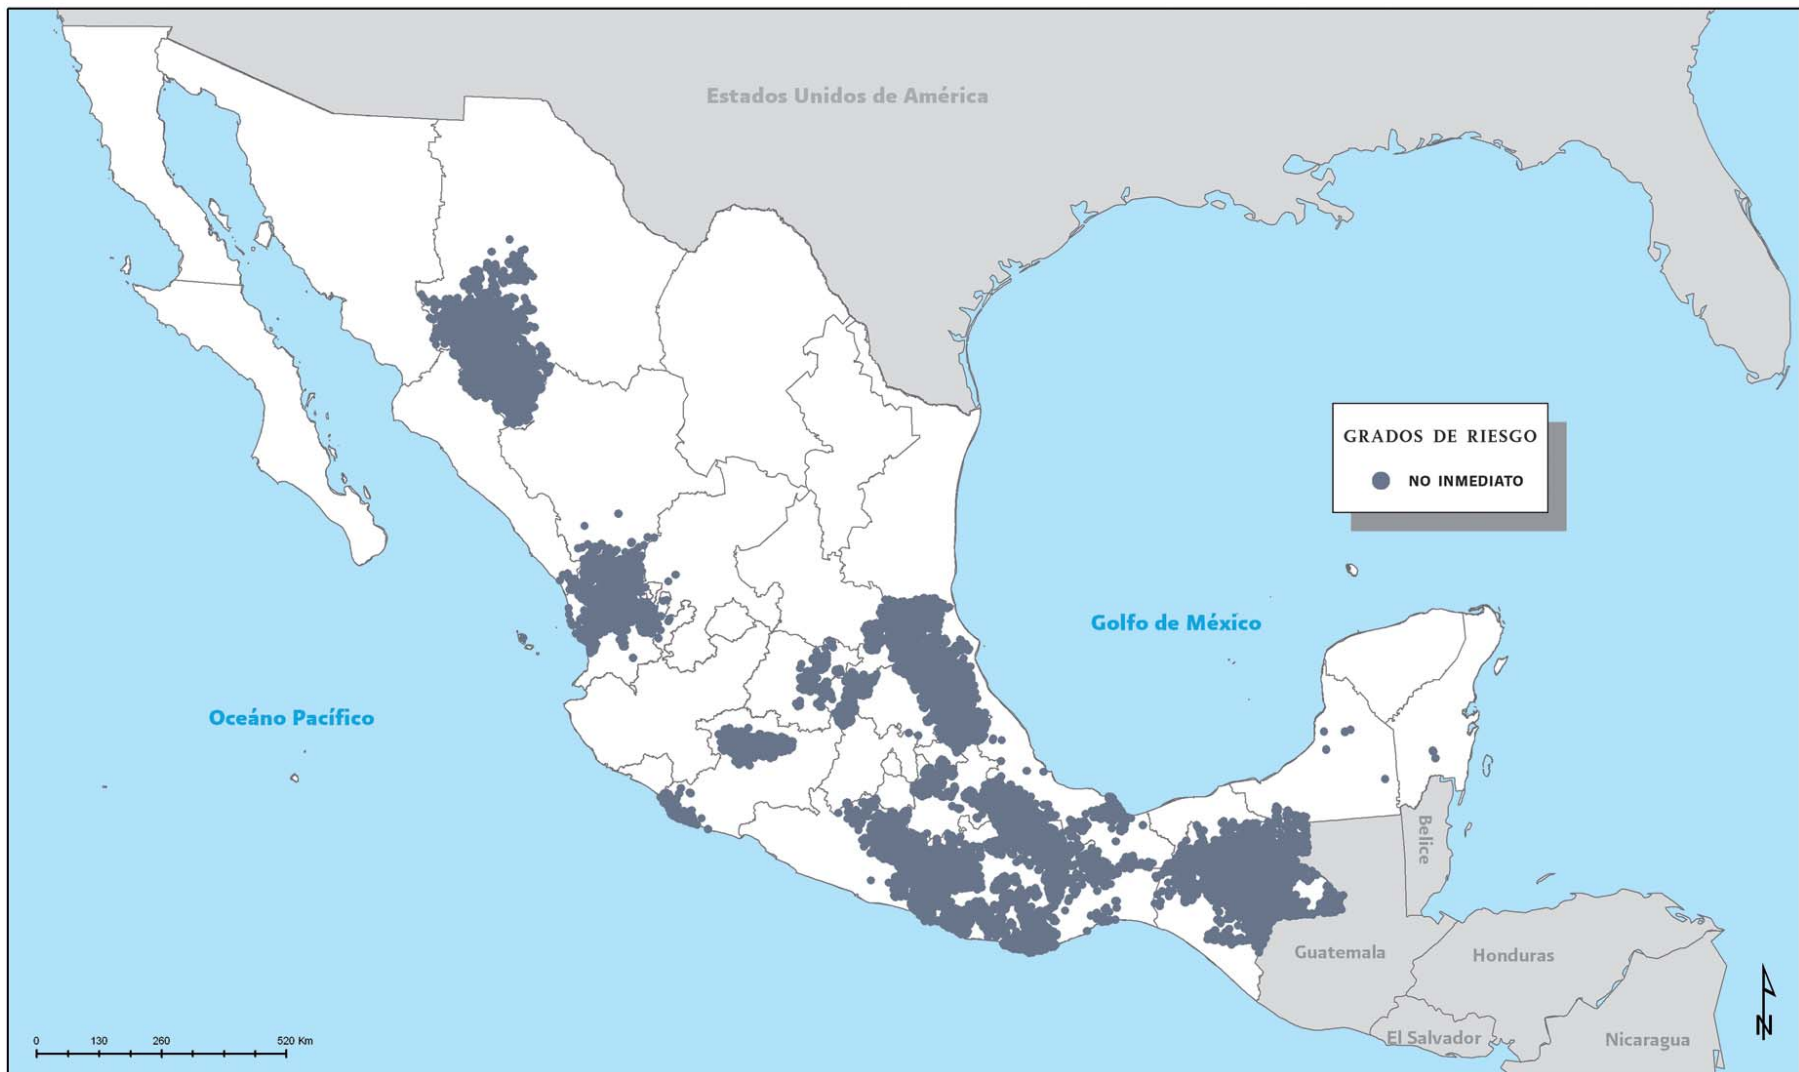 Estados Unidos de América
GRADOS DE RIESGO
NO INMEDIATO
Golfo de México
Oceáno Pacífico
Belice
Guatemala
Honduras
El Salvador
Nicaragua
0 130 260 520 Km
N